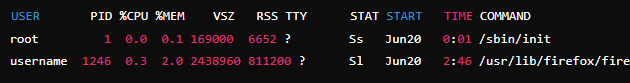 USER PID %CPU %MEM VSZ RSS TTY STAT START TIME COMMAND
root 1 0.0 0.1 169000 6652 ? Ss Jun20 0:01 /sbin/init
username 1246 0.3 2.0 2438960 811200 ? Sl Jun20 2:46 /usr/lib/firefox/fire